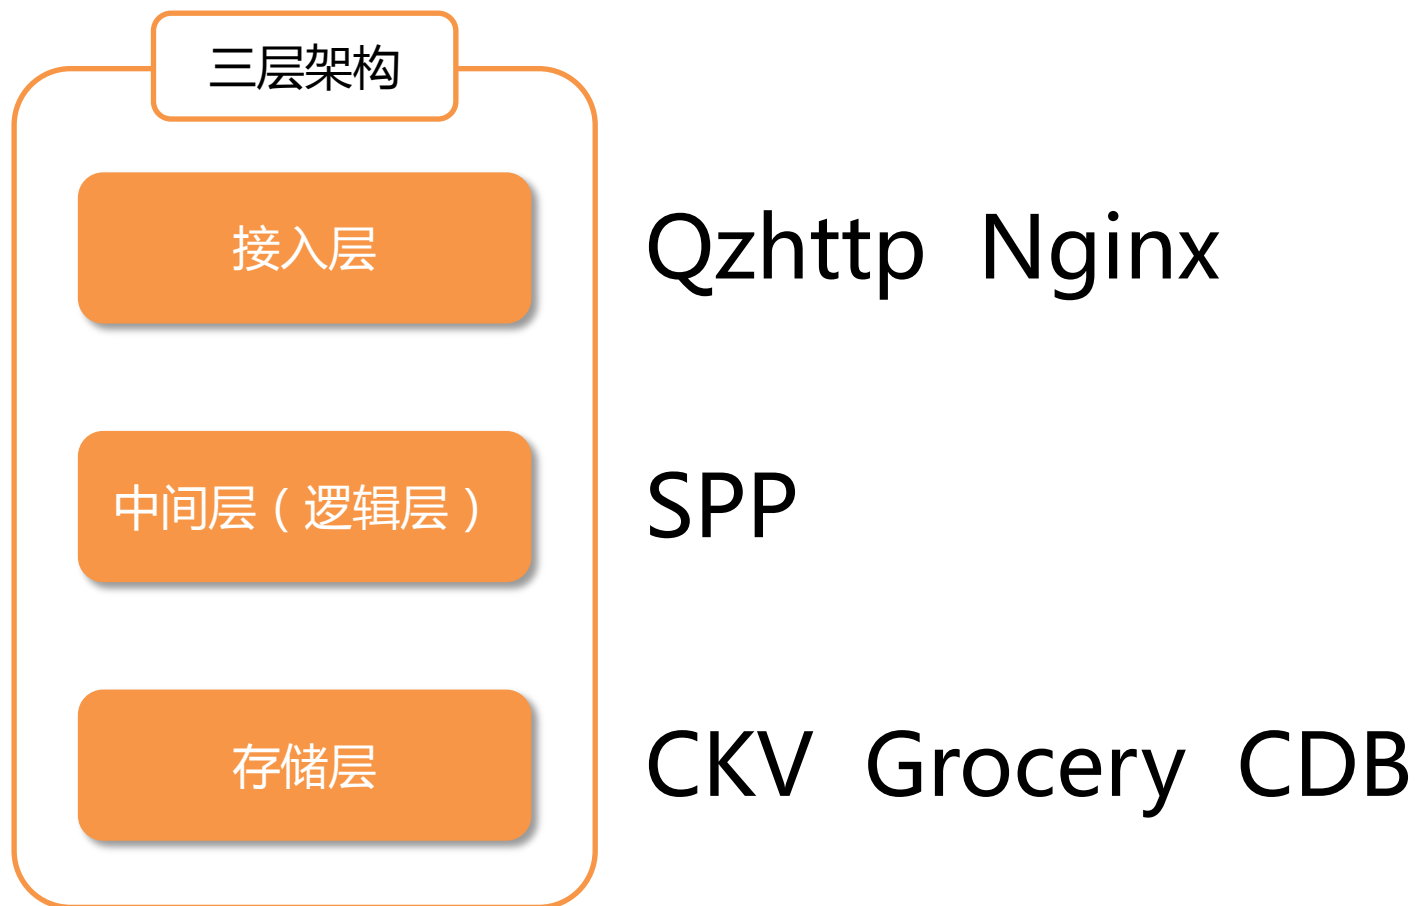 三层架构
接入层
Qzhttp Nginx
中间层（逻辑层）
SPP
存储层
CKV Grocery CDB